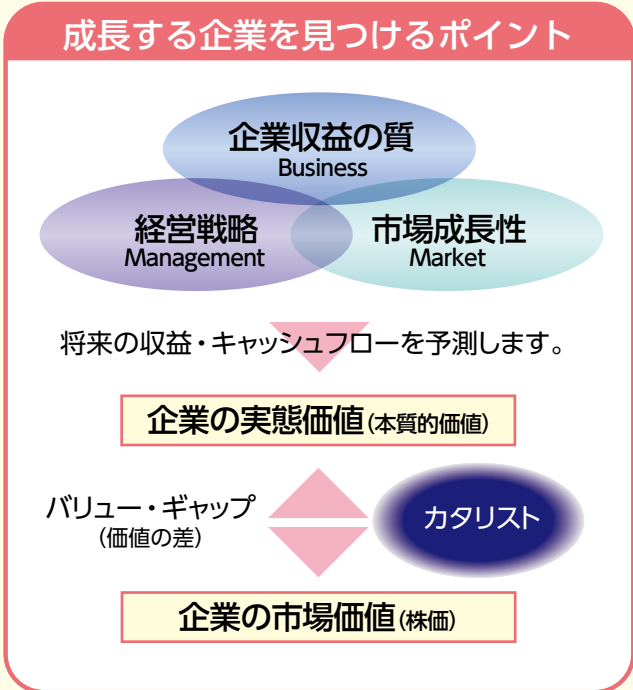 成長する企業を見つけるポイント
企業収益の質
Business
経営戦略
Management
市場成長性
Market
将来の収益・キャッシュフローを予測します。
企業の実態価値(本質的価値)
バリュー・ギャップ
(価値の差)
カタリスト
企業の市場価値(株価)